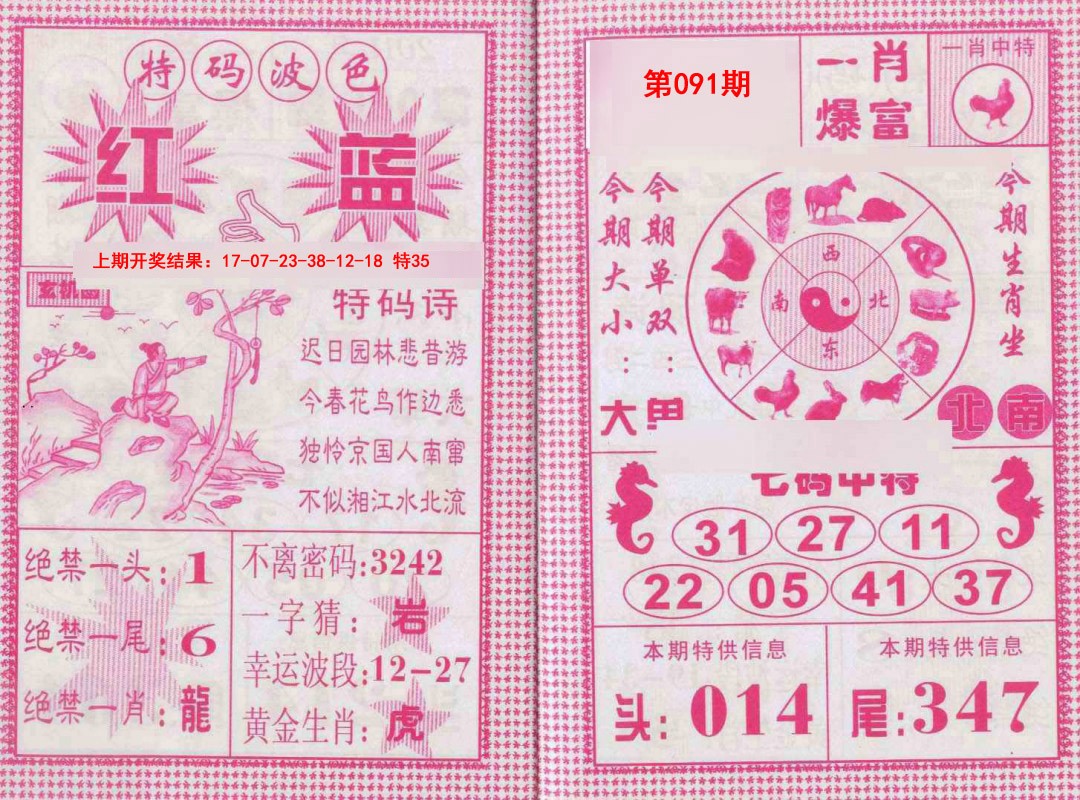 特码波色
红 蓝
上期开奖结果：17-07-23-38-12-18 特35
特码诗
迟日园林悲昔游
今春花鸟作边悉
独怜京国人南窜
不似湘江水北流
绝禁一头：1
绝禁一尾：6
绝禁一肖：龍
不离密码：3242
一字猜：岩
幸运波段：12-27
黄金生肖：虎
第091期
一肖
爆富
一肖中特
今期大小：大
今期单双：
西
南 北
东
今期生肖坐
北南
七码中特
31 27 11
22 05 41 37
本期特供信息
头：014
本期特供信息
尾：347